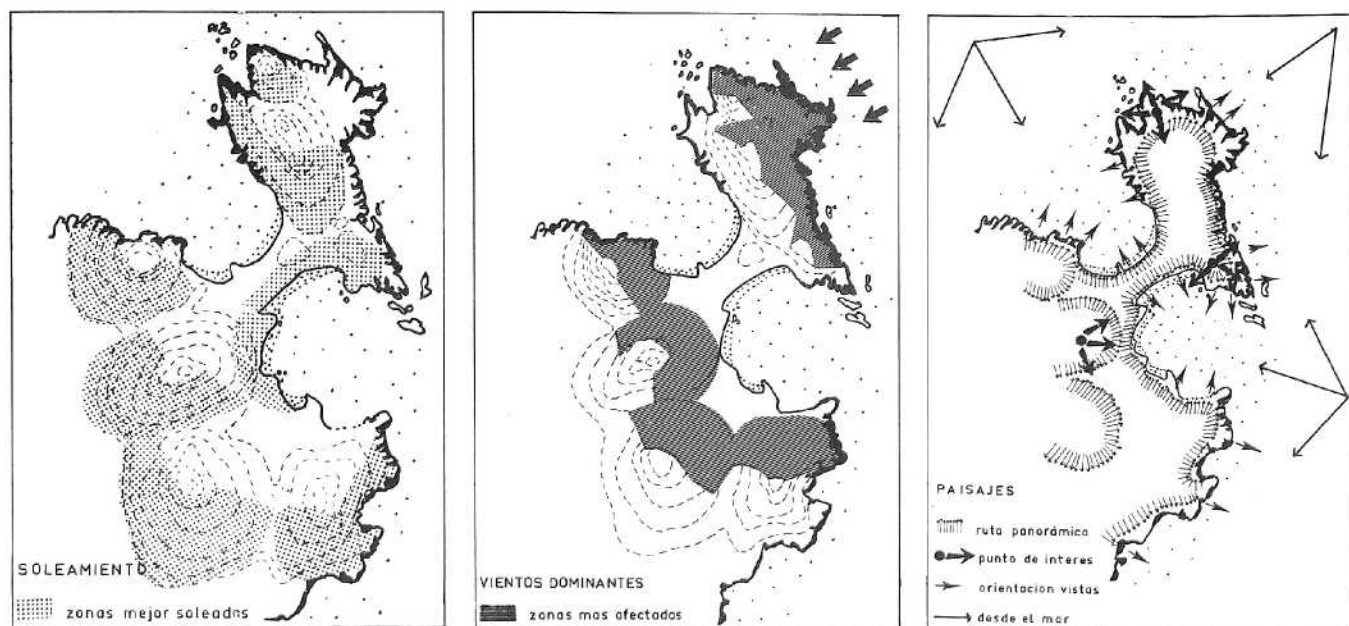 SOLEAMIENTO
zonas mejor soleadas
VIENTOS DOMINANTES
zonas mas afectadas
PAISAJES
ruta panorámica
punto de interes
orientacion vistas
desde el mar